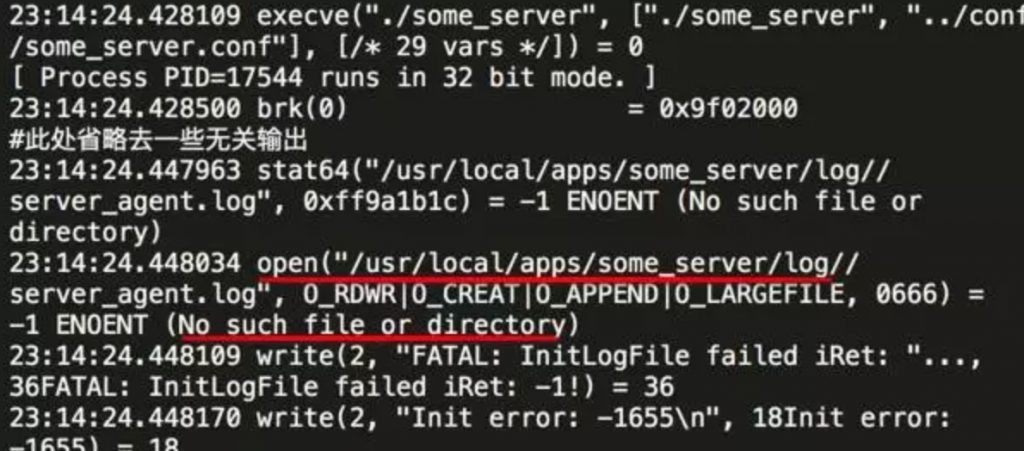 23:14:24.428109 execve("./some_server", ["./some_server", "../conf
/some_server.conf"], [/* 29 vars */]) = 0
[ Process PID=17544 runs in 32 bit mode. ]
23:14:24.428500 brk(0)                  = 0x9f02000
#此处省略去一些无关输出
23:14:24.447963 stat64("/usr/local/apps/some_server/log//
server_agent.log", 0xff9a1b1c) = -1 ENOENT (No such file or
directory)
23:14:24.448034 open("/usr/local/apps/some_server/log//
server_agent.log", O_RDWR|O_CREAT|O_APPEND|O_LARGEFILE, 0666) =
-1 ENOENT (No such file or directory)
23:14:24.448109 write(2, "FATAL: InitLogFile failed iRet: "...,
36FATAL: InitLogFile failed iRet: -1!) = 36
23:14:24.448170 write(2, "Init error: -1655\n", 18Init error:
-1655) = 18